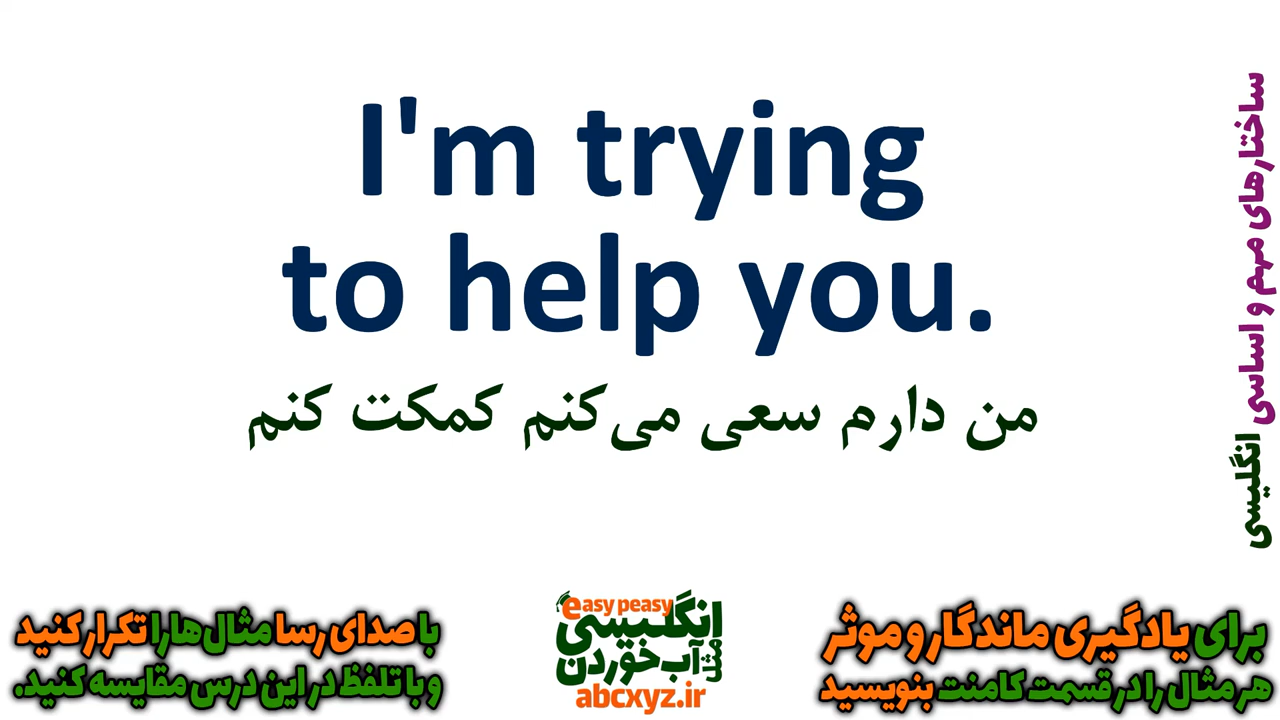 I'm trying
to help you.
من دارم سعی می‌کنم کمکت کنم
ساختارهای مهم و اساسی انگلیسی
برای یادگیری ماندگار و موثر
هر مثال را در قسمت کامنت بنویسید
easy peasy
انگلیسی
مثل آب خوردن
abcxyz.ir
با صدای رسا مثال‌ها را تکرار کنید
و با تلفظ در این درس مقایسه کنید.